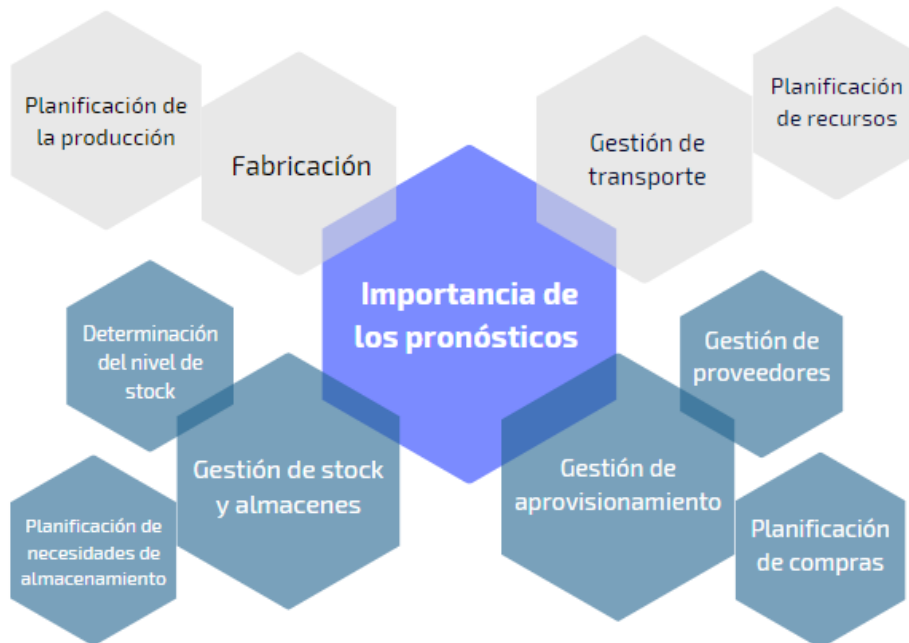 Planificación de
la producción
Fabricación
Gestión de
transporte
Planificación
de recursos
Importancia de
los pronósticos
Determinación
del nivel de
stock
Gestión de stock
y almacenes
Planificación de
necesidades de
almacenamiento
Gestión de
proveedores
Gestión de
aprovisionamiento
Planificación
de compras